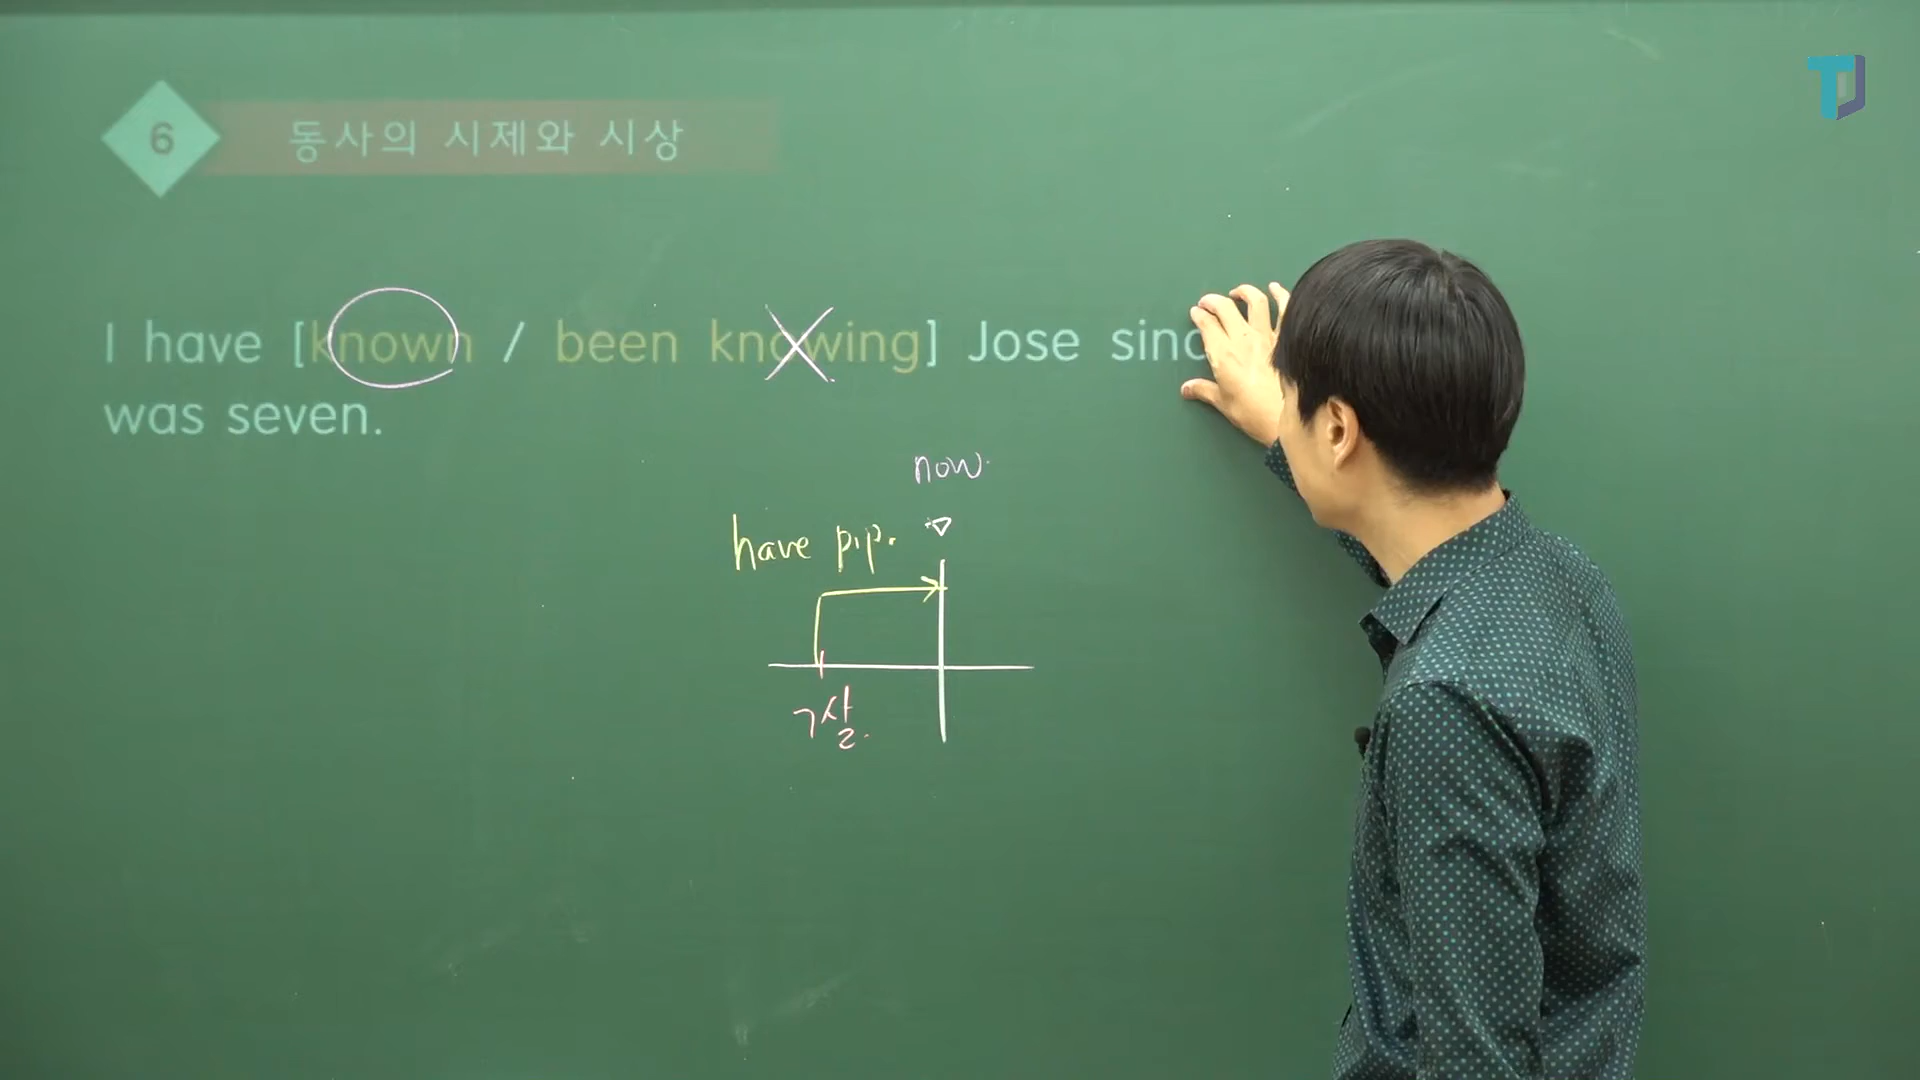 6
동사의 시제와 시상
I have [known / been knowing] Jose sinc
was seven.
now.
have p.p.
7살